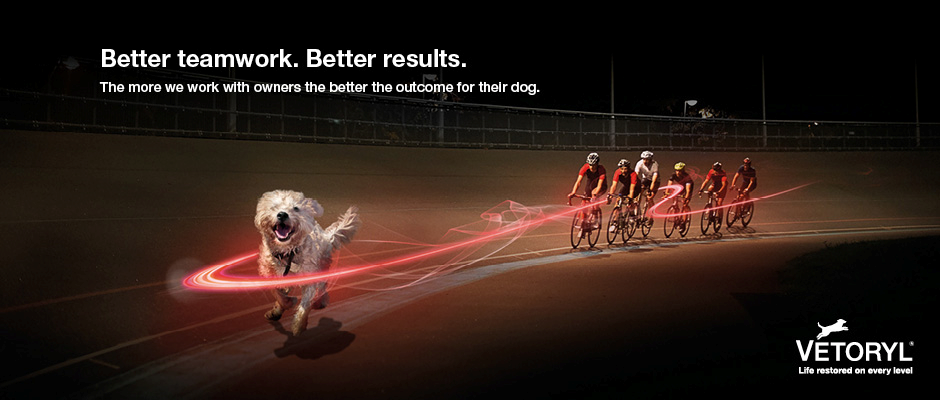 Better teamwork. Better results.
The more we work with owners the better the outcome for their dog.
VETORYL®
Life restored on every level